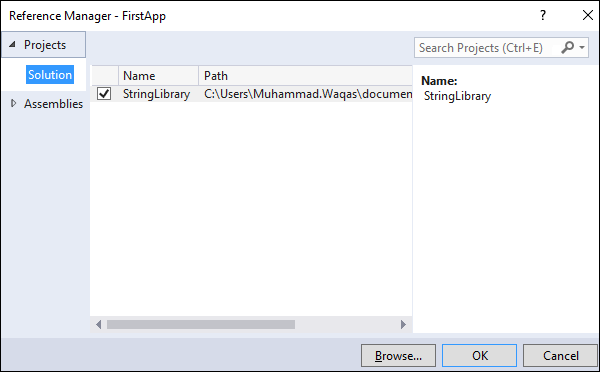 Reference Manager - FirstApp ?
Projects
Search Projects (Ctrl+E)
Solution
Name Path
Name:
StringLibrary C:\Users\Muhammad.Waqas\documen
StringLibrary
Assemblies
Browse... OK Cancel